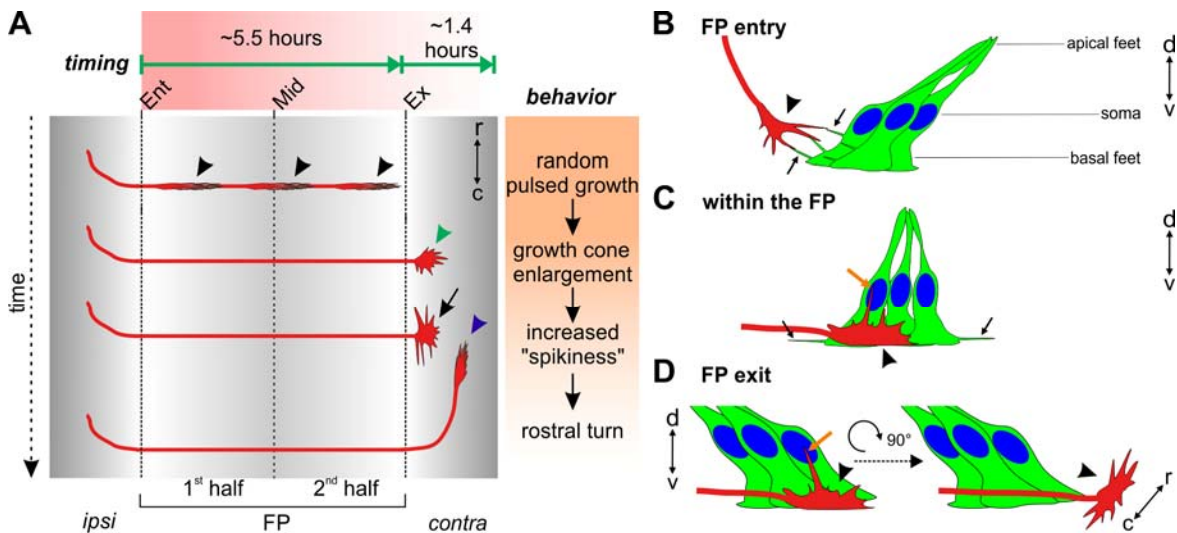 A
~5.5 hours
~1.4
hours
timing
Ent
Mid
Ex
behavior
r
c
time
random
pulsed growth
growth cone
enlargement
increased
"spikiness"
rostral turn
1st half
2nd half
ipsi
FP
contra
B
FP entry
apical feet
soma
basal feet
d
v
C
within the FP
d
v
D
FP exit
d
v
90°
r
c